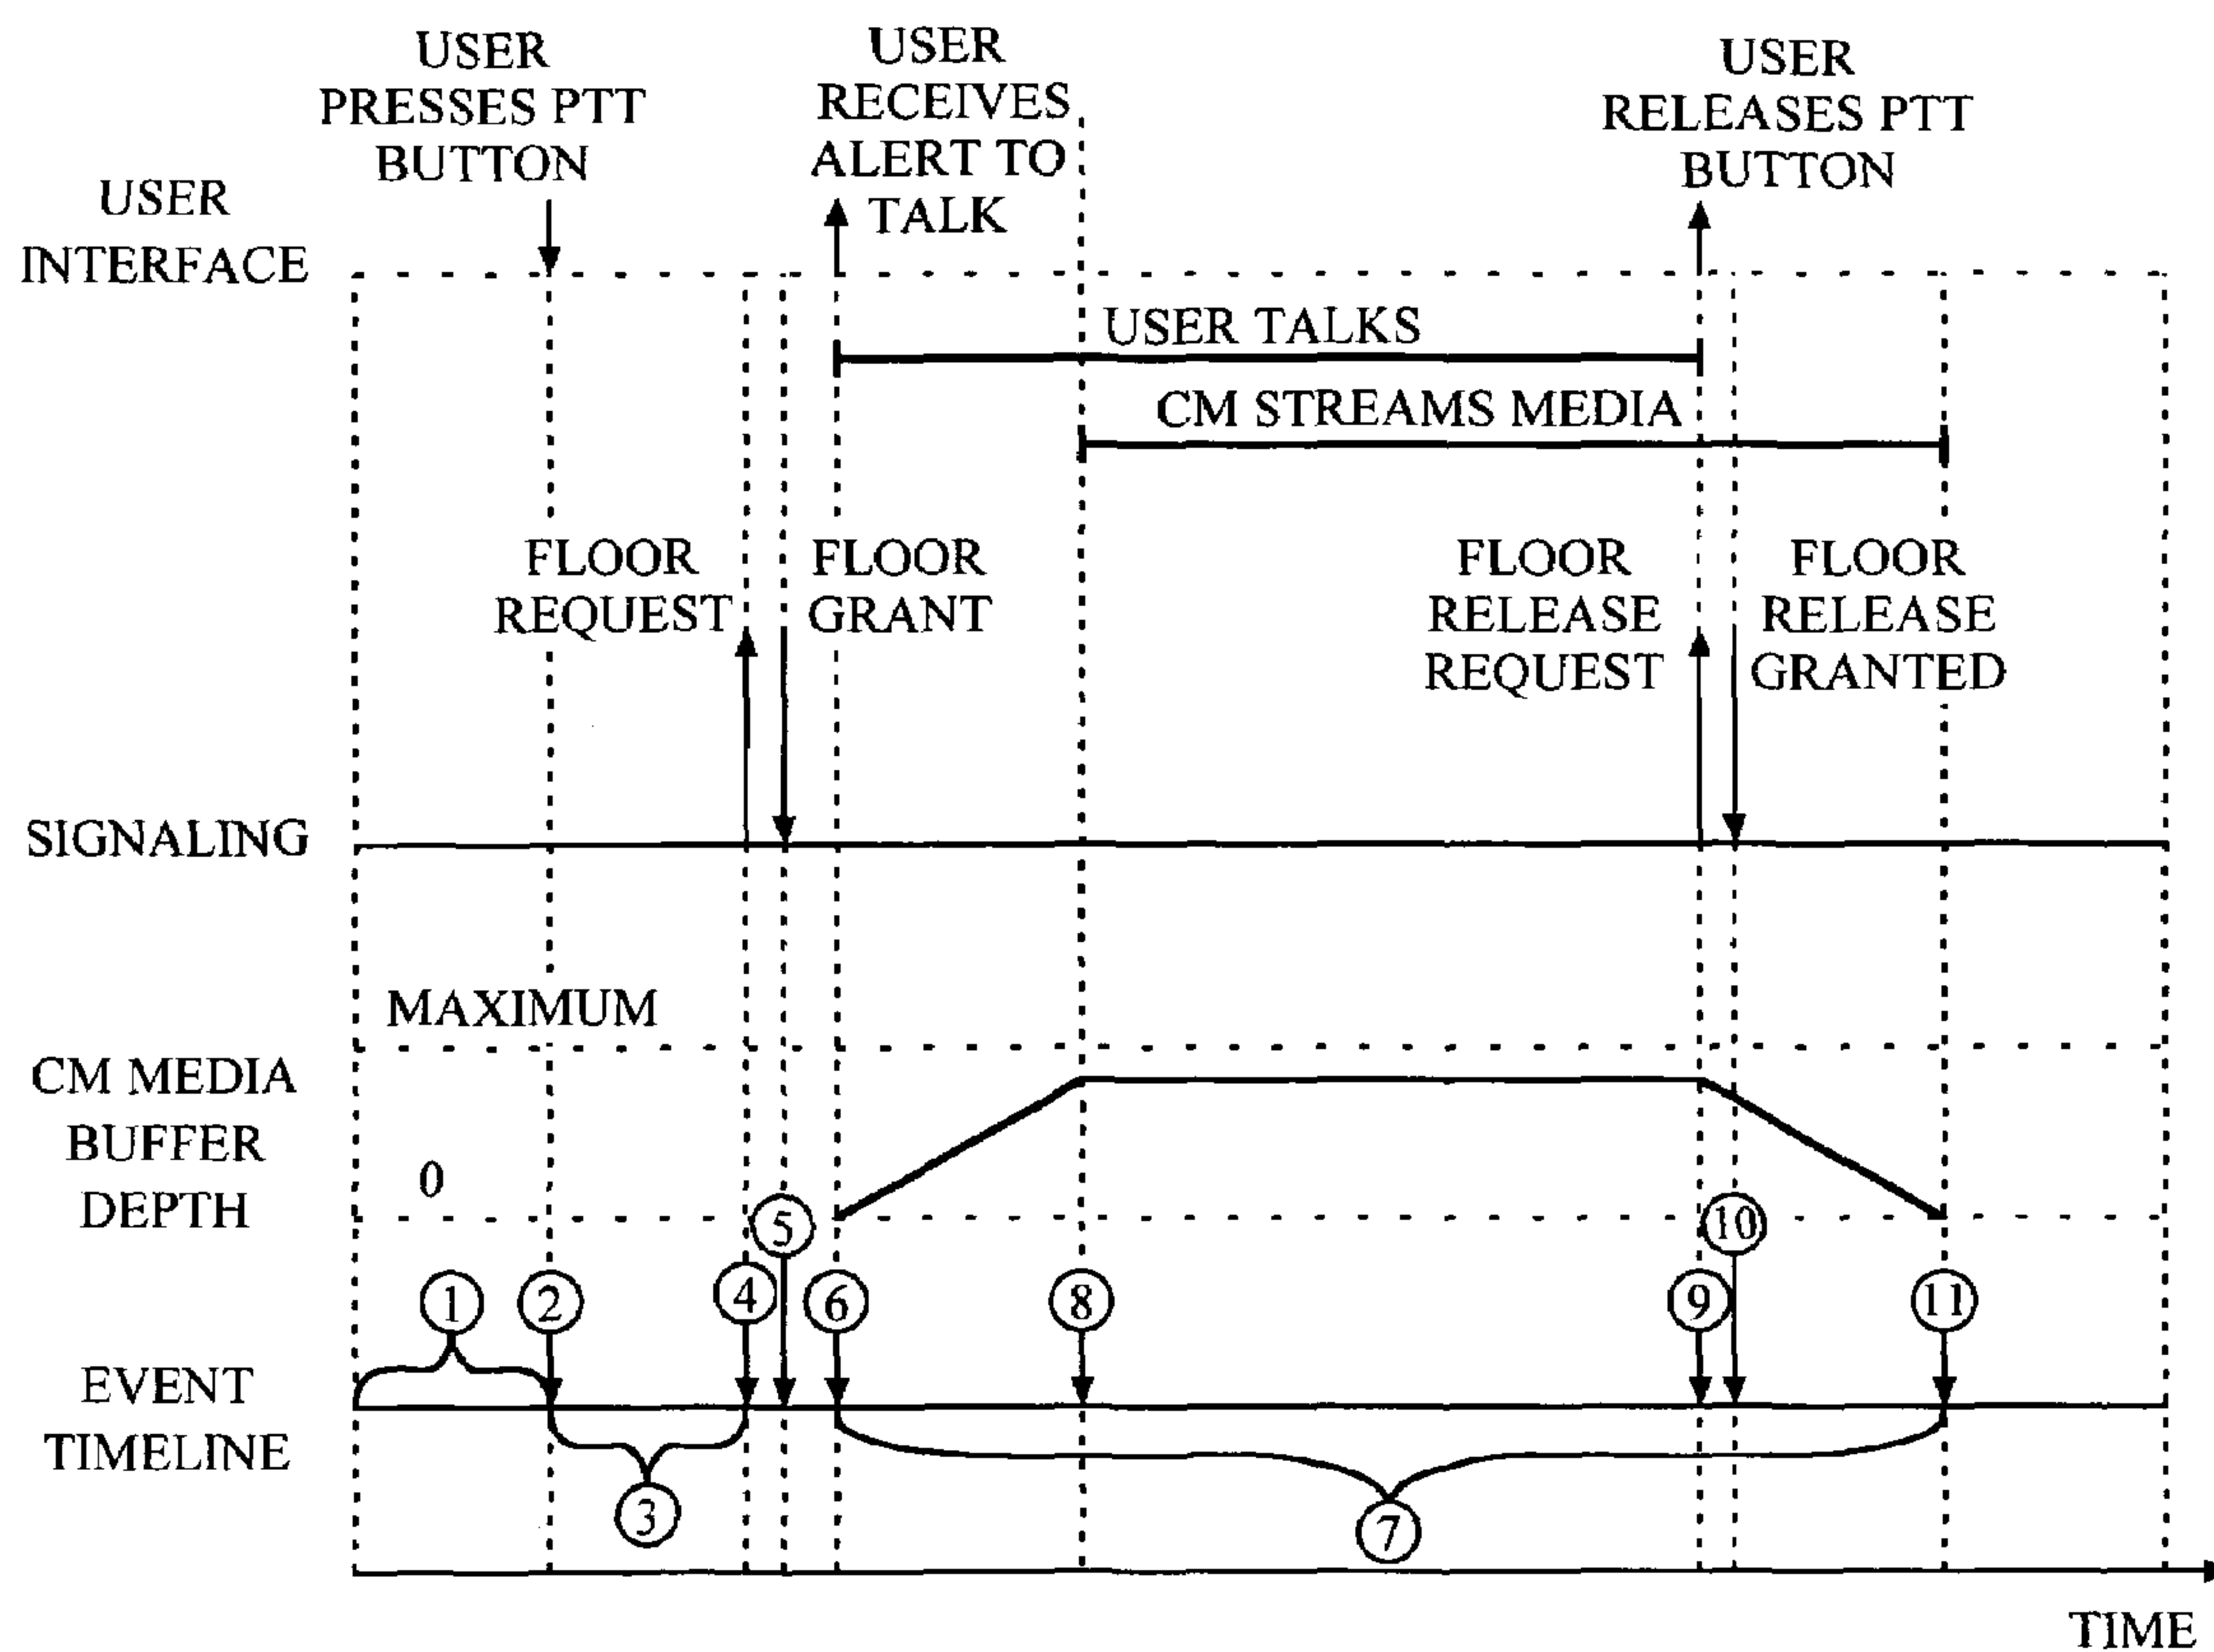 USER
PRESSES PTT
BUTTON
USER
RECEIVES
ALERT TO
TALK
USER
RELEASES PTT
BUTTON
USER
INTERFACE
USER TALKS
CM STREAMS MEDIA
FLOOR
REQUEST
FLOOR
GRANT
FLOOR
RELEASE
REQUEST
FLOOR
RELEASE
GRANTED
SIGNALING
MAXIMUM
CM MEDIA
BUFFER
DEPTH
0
5
10
1
2
4
6
8
9
11
EVENT
TIMELINE
3
7
TIME